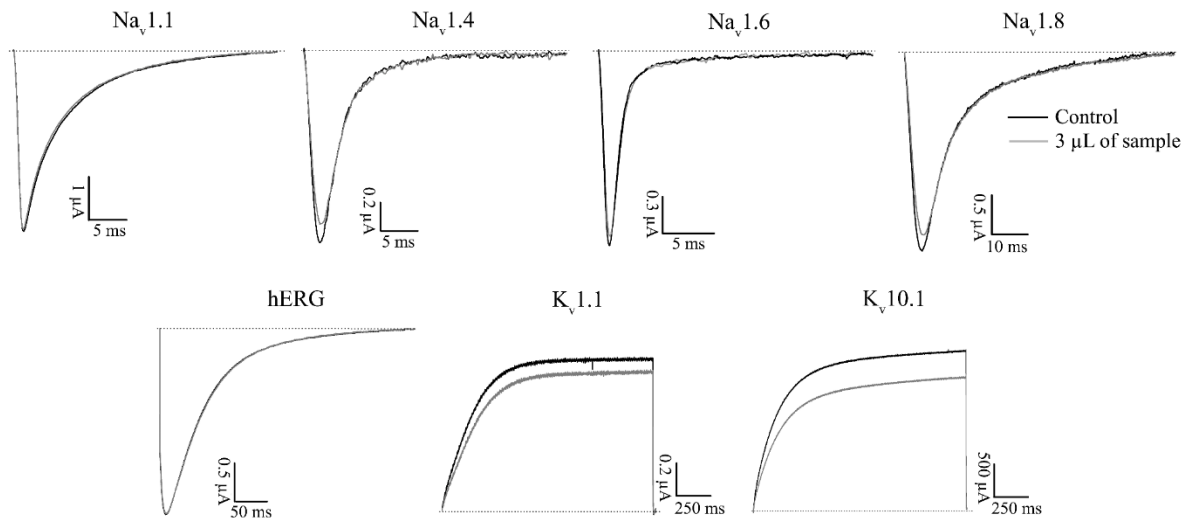 Nav1.1
Nav1.4
Nav1.6
Nav1.8
Control
3 µL of sample
1 µA
5 ms
0.2 µA
5 ms
0.3 µA
5 ms
0.5 µA
10 ms
hERG
Kv1.1
Kv10.1
0.5 µA
50 ms
0.2 µA
250 ms
500 µA
250 ms